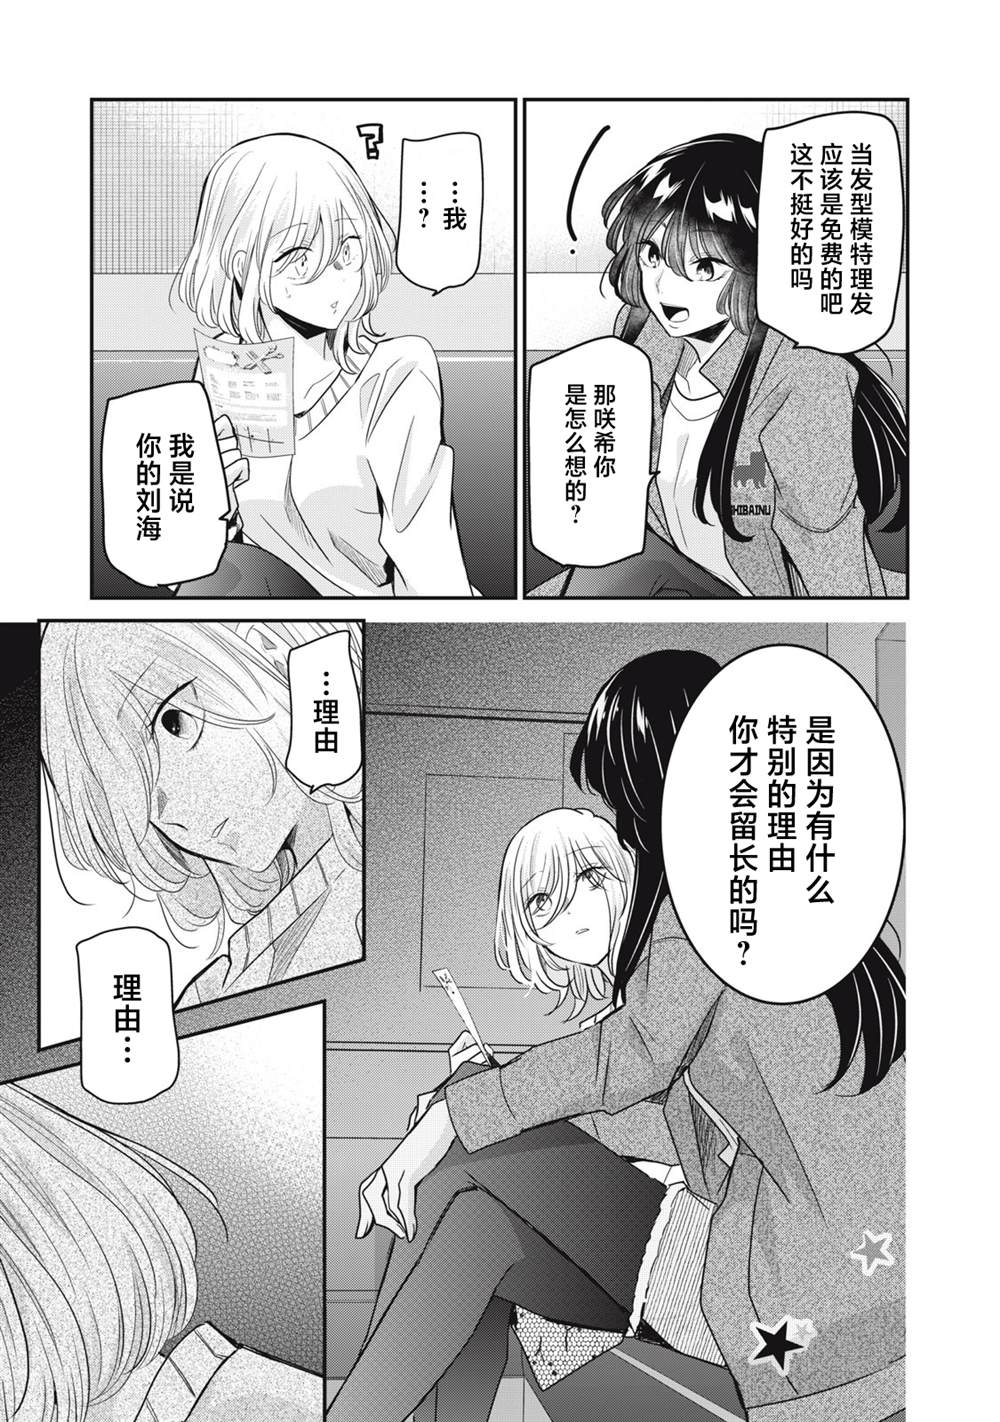 当发型模特理发
应该是免费的吧
这不挺好的吗
那咲希你
是怎么想的?
SHIBAINU
?
…我
…?
我是说
你的刘海
是因为有什么
特别的理由
你才会留长的吗?
…理由
理由…